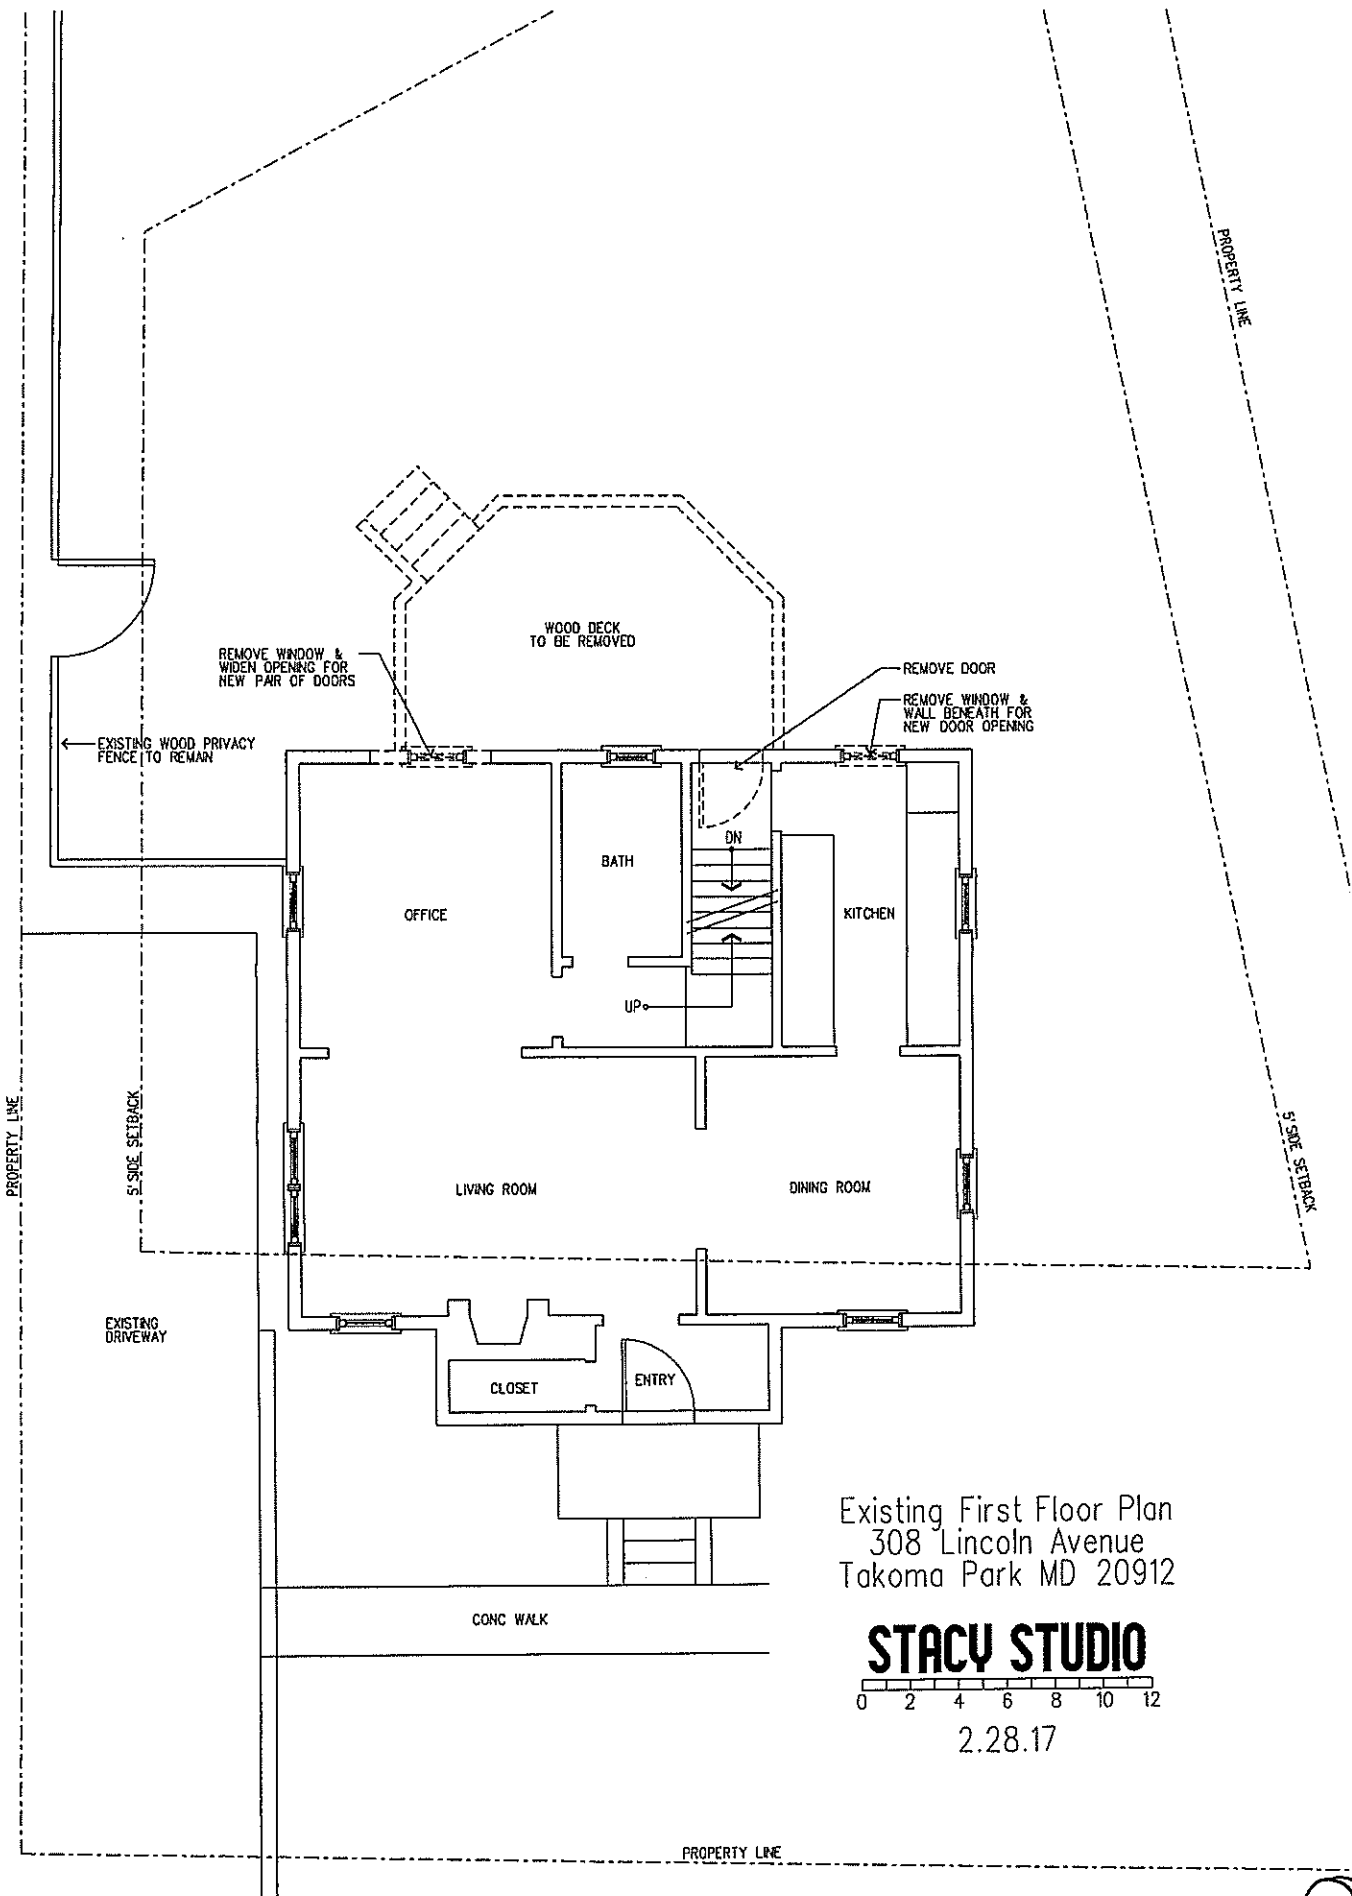 PROPERTY LINE
WOOD DECK
TO BE REMOVED
REMOVE WINDOW &
WIDEN OPENING FOR
NEW PAIR OF DOORS
REMOVE DOOR
REMOVE WINDOW &
WALL BENEATH FOR
NEW DOOR OPENING
EXISTING WOOD PRIVACY
FENCE TO REMAIN
DN
BATH
OFFICE
KITCHEN
UP
PROPERTY LINE
5' SIDE SETBACK
5' SIDE SETBACK
LIVING ROOM
DINING ROOM
EXISTING
DRIVEWAY
CLOSET
ENTRY
Existing First Floor Plan
308 Lincoln Avenue
Takoma Park MD 20912
CONC WALK
STACY STUDIO
0 2 4 6 8 10 12
2.28.17
PROPERTY LINE